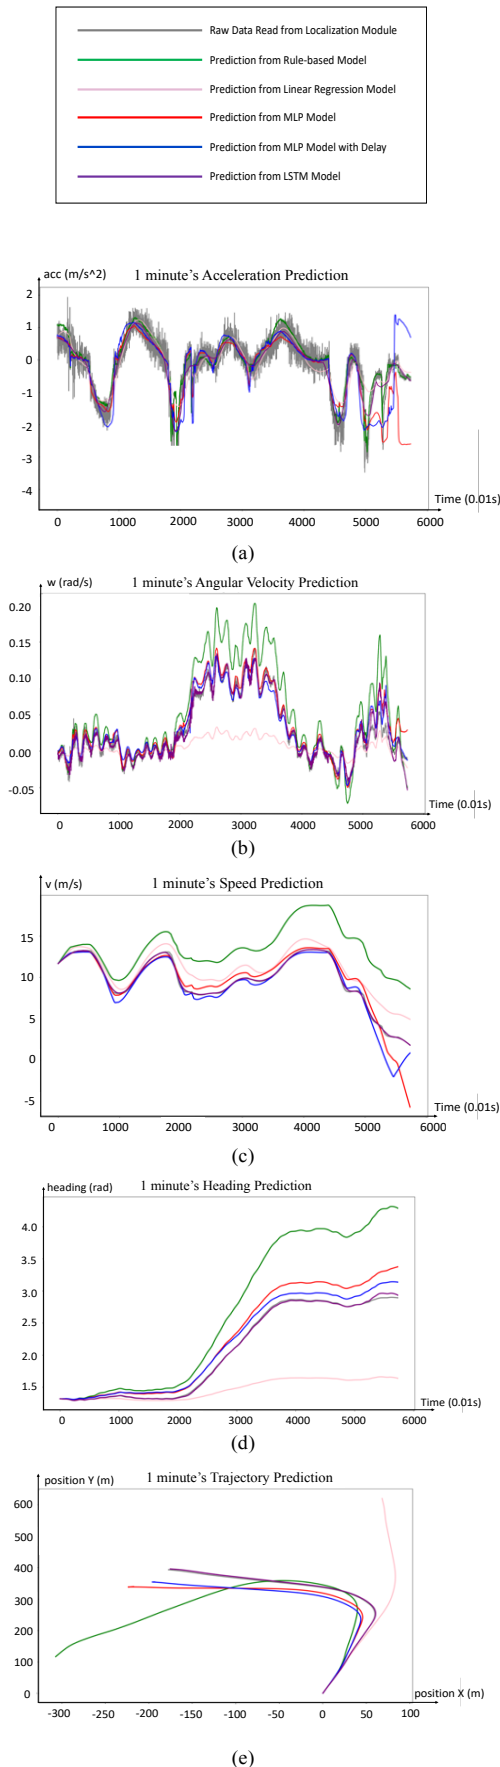 Raw Data Read from Localization Module
Prediction from Rule-based Model
Prediction from Linear Regression Model
Prediction from MLP Model
Prediction from MLP Model with Delay
Prediction from LSTM Model
acc (m/s^2) 1 minute's Acceleration Prediction
2
1
0
-1
-2
-3
-4
Time (0.01s)
0 1000 2000 3000 4000 5000 6000
(a)
w (rad/s) 1 minute's Angular Velocity Prediction
0.20
0.15
0.10
0.05
0.00
-0.05
Time (0.01s)
0 1000 2000 3000 4000 5000 6000
(b)
v (m/s) 1 minute's Speed Prediction
15
10
5
0
-5
Time (0.01s)
0 1000 2000 3000 4000 5000 6000
(c)
heading (rad) 1 minute's Heading Prediction
4.0
3.5
3.0
2.5
2.0
1.5
Time (0.01s)
0 1000 2000 3000 4000 5000 6000
(d)
position Y (m) 1 minute's Trajectory Prediction
600
500
400
300
200
100
0
position X (m)
-300 -250 -200 -150 -100 -50 0 50 100
(e)